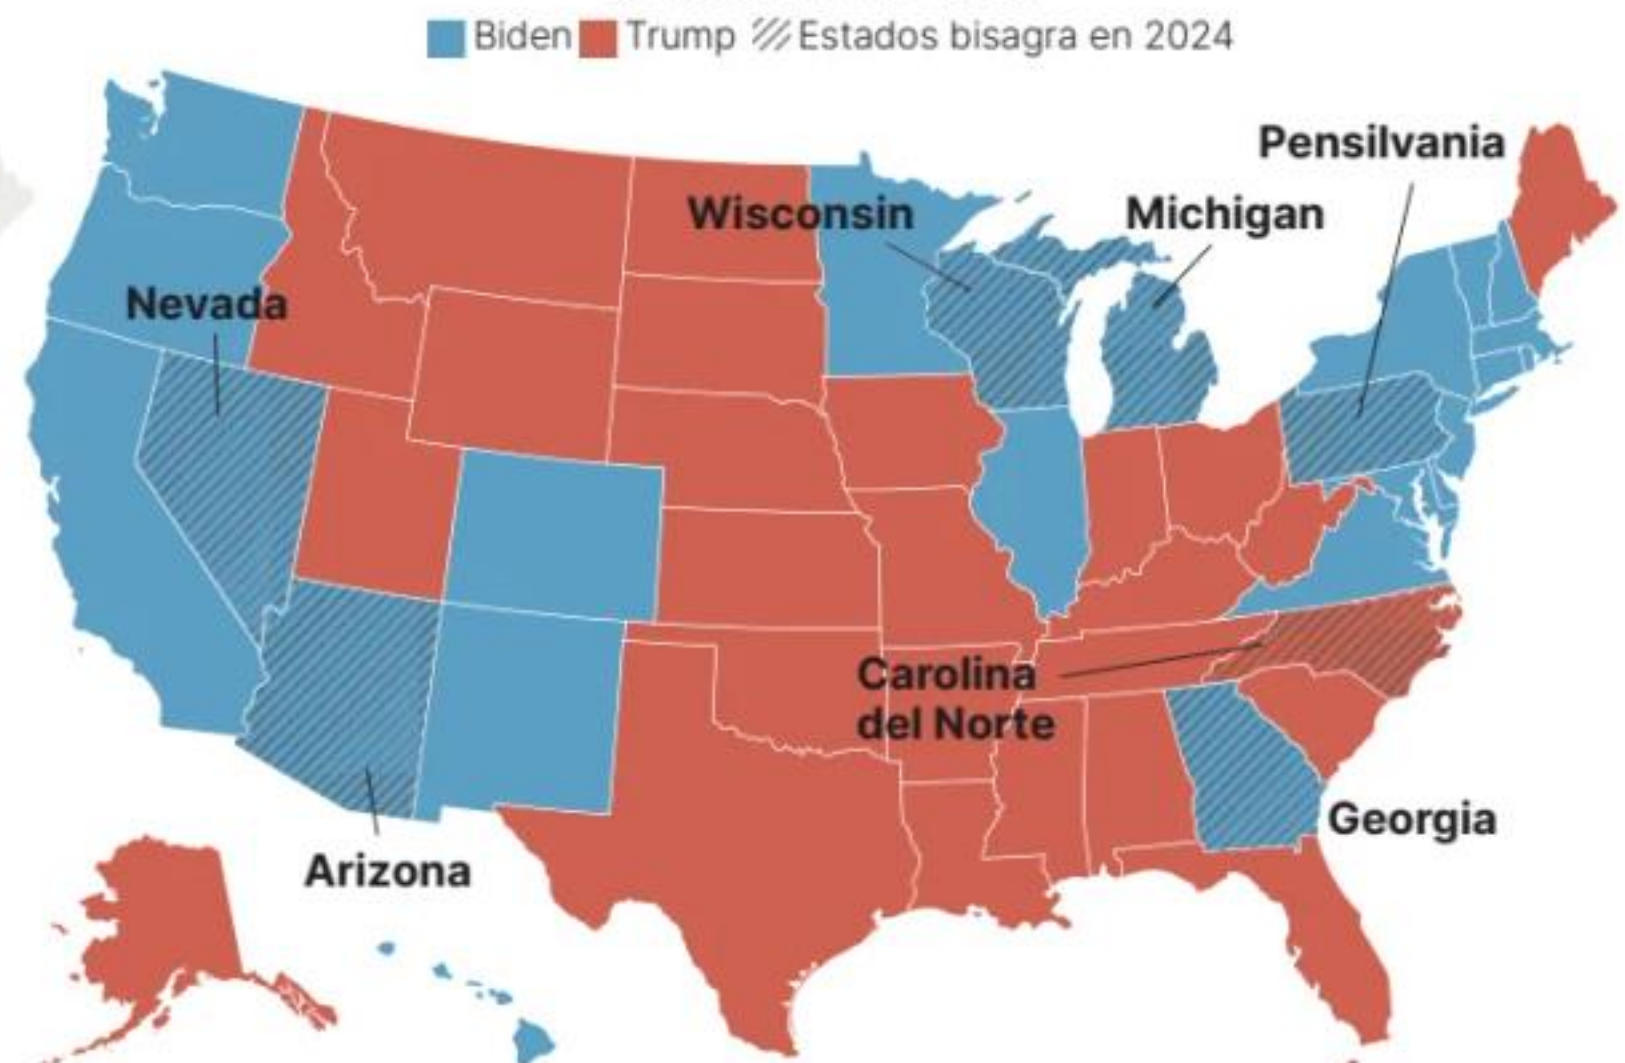 Biden Trump Estados bisagra en 2024
Pensilvania
Wisconsin
Michigan
Nevada
Carolina
del Norte
Georgia
Arizona